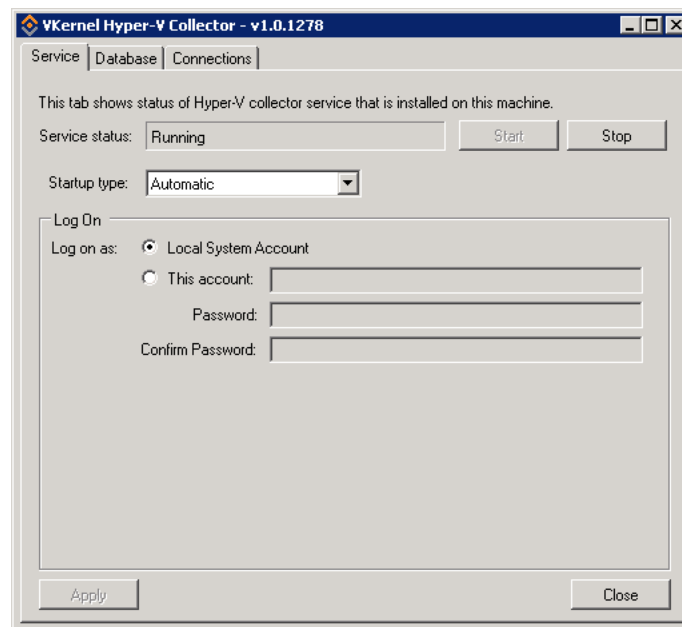 VKernel Hyper-V Collector - v1.0.1278
Service Database Connections
This tab shows status of Hyper-V collector service that is installed on this machine.
Service status: Running Start Stop
Startup type: Automatic
Log On
Log on as: Local System Account
This account:
Password:
Confirm Password:
Apply Close